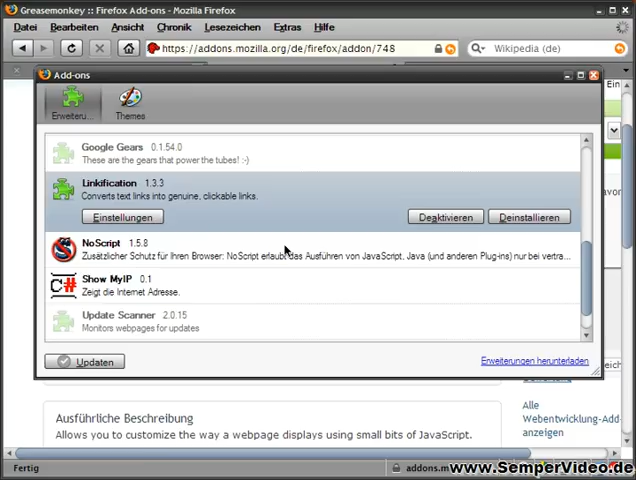 Greasemonkey :: Firefox Add-ons - Mozilla Firefox
Datei Bearbeiten Ansicht Chronik Lesezeichen Extras Hilfe
https://addons.mozilla.org/de/firefox/addon/748
Wikipedia (de)
Add-ons
Ein
Erweiteru... Themes
Google Gears 0.1.54.0
These are the gears that power the tubes! :-)
Linkification 1.3.3
Converts text links into genuine, clickable links.
Einstellungen Deaktivieren Deinstallieren
NoScript 1.5.8
Zusätzlicher Schutz für Ihren Browser: NoScript erlaubt das Ausführen von JavaScript, Java (und anderen Plug-ins) nur bei vertra...
Show MyIP 0.1
Zeigt die Internet Adresse.
Update Scanner 2.0.15
Monitors webpages for updates
Updaten Erweiterungen herunterladen
Alle
Ausführliche Beschreibung
Webentwicklung-Add-
Allows you to customize the way a webpage displays using small bits of JavaScript.
anzeigen
Fertig
addons.m
www.SemperVideo.de